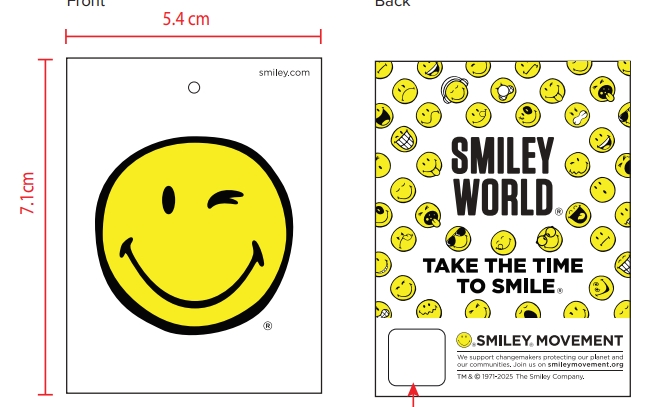 Front
Back
5.4 cm
7.1cm
smiley.com
®
SMILEY
WORLD®
TAKE THE TIME
TO SMILE®
SMILEY® MOVEMENT
We support changemakers protecting our planet and
our communities. Join us on smileymovement.org
TM & © 1971-2025 The Smiley Company.